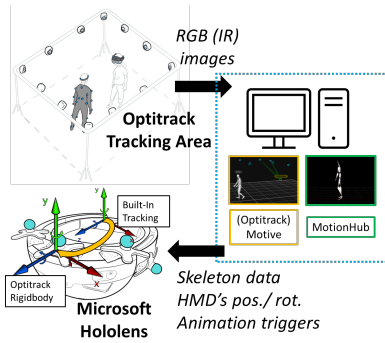 RGB (IR)
images
Optitrack
Tracking Area
(Optitrack)
Motive
MotionHub
y
y
Built-In
Tracking
z
z
x
x
Optitrack
Rigidbody
Microsoft
Hololens
Skeleton data
HMD's pos./ rot.
Animation triggers